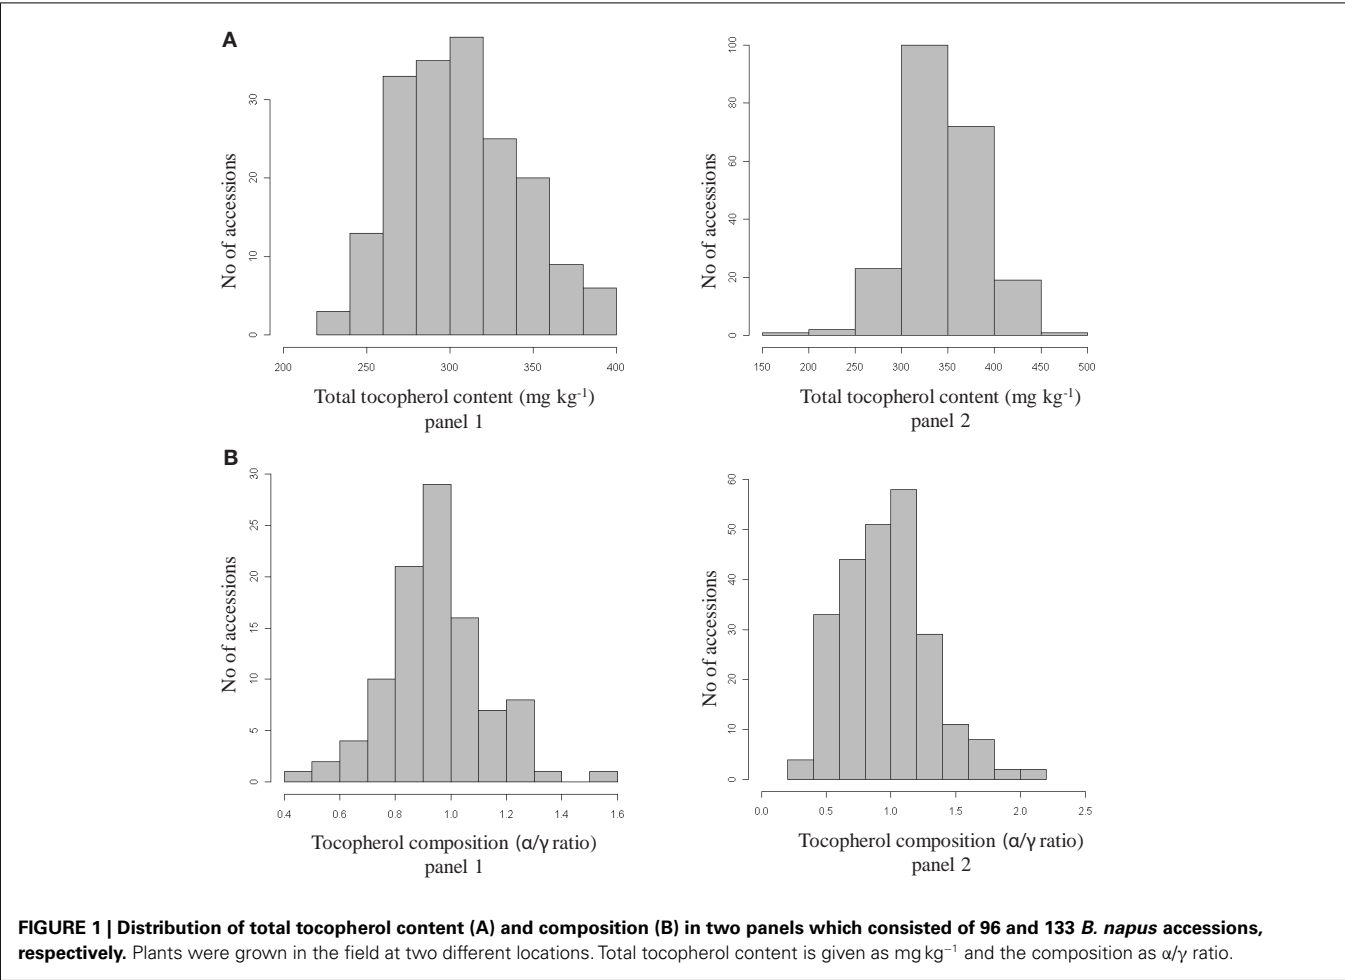 A
No of accessions
30
20
10
0
200 250 300 350 400
Total tocopherol content (mg kg⁻¹)
panel 1
No of accessions
100
80
60
40
20
0
150 200 250 300 350 400 450 500
Total tocopherol content (mg kg⁻¹)
panel 2
B
No of accessions
30
25
20
15
10
5
0
0.4 0.6 0.8 1.0 1.2 1.4 1.6
Tocopherol composition (α/γ ratio)
panel 1
No of accessions
60
50
40
30
20
10
0
0.0 0.5 1.0 1.5 2.0 2.5
Tocopherol composition (α/γ ratio)
panel 2
FIGURE 1 | Distribution of total tocopherol content (A) and composition (B) in two panels which consisted of 96 and 133 B. napus accessions,
respectively. Plants were grown in the field at two different locations. Total tocopherol content is given as mg kg⁻¹ and the composition as α/γ ratio.